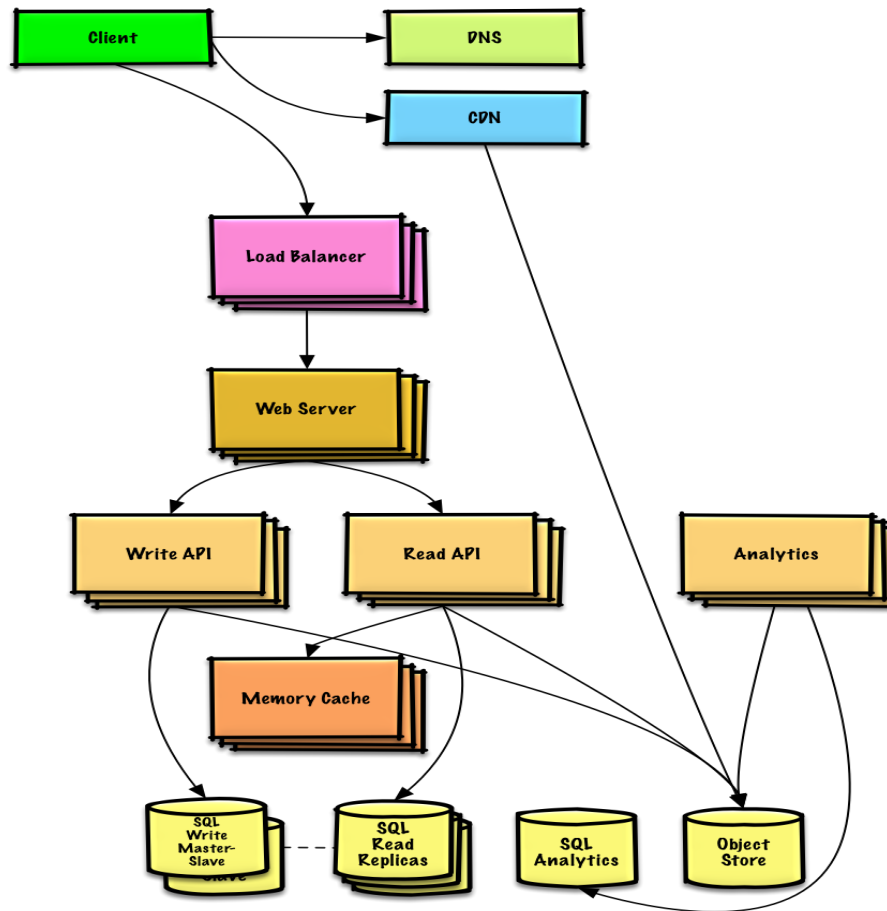 Client
DNS
CDN
Load Balancer
Web Server
Write API
Read API
Analytics
Memory Cache
SQL
Write
Master-
Slave
Slave
SQL
Read
Replicas
SQL
Analytics
Object
Store